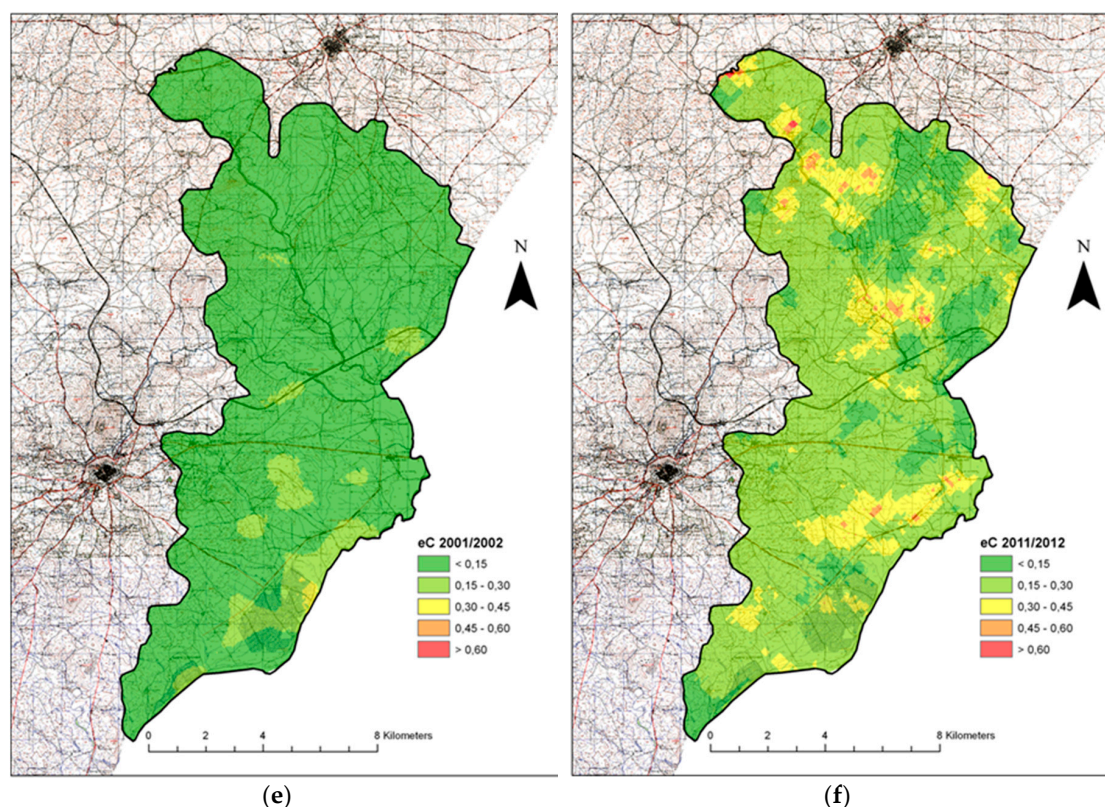 N
eC 2001/2002
< 0,15
0,15 - 0,30
0,30 - 0,45
0,45 - 0,60
> 0,60
0 2 4 8 Kilometers
(e)
N
eC 2011/2012
< 0,15
0,15 - 0,30
0,30 - 0,45
0,45 - 0,60
> 0,60
0 2 4 8 Kilometers
(f)